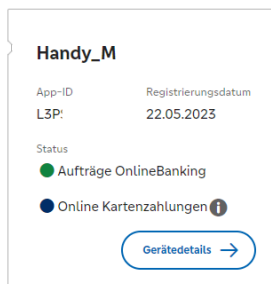 Handy_M
App-ID Registrierungsdatum
L3P 22.05.2023
Status
Aufträge OnlineBanking
Online Kartenzahlungen i
Gerätedetails →